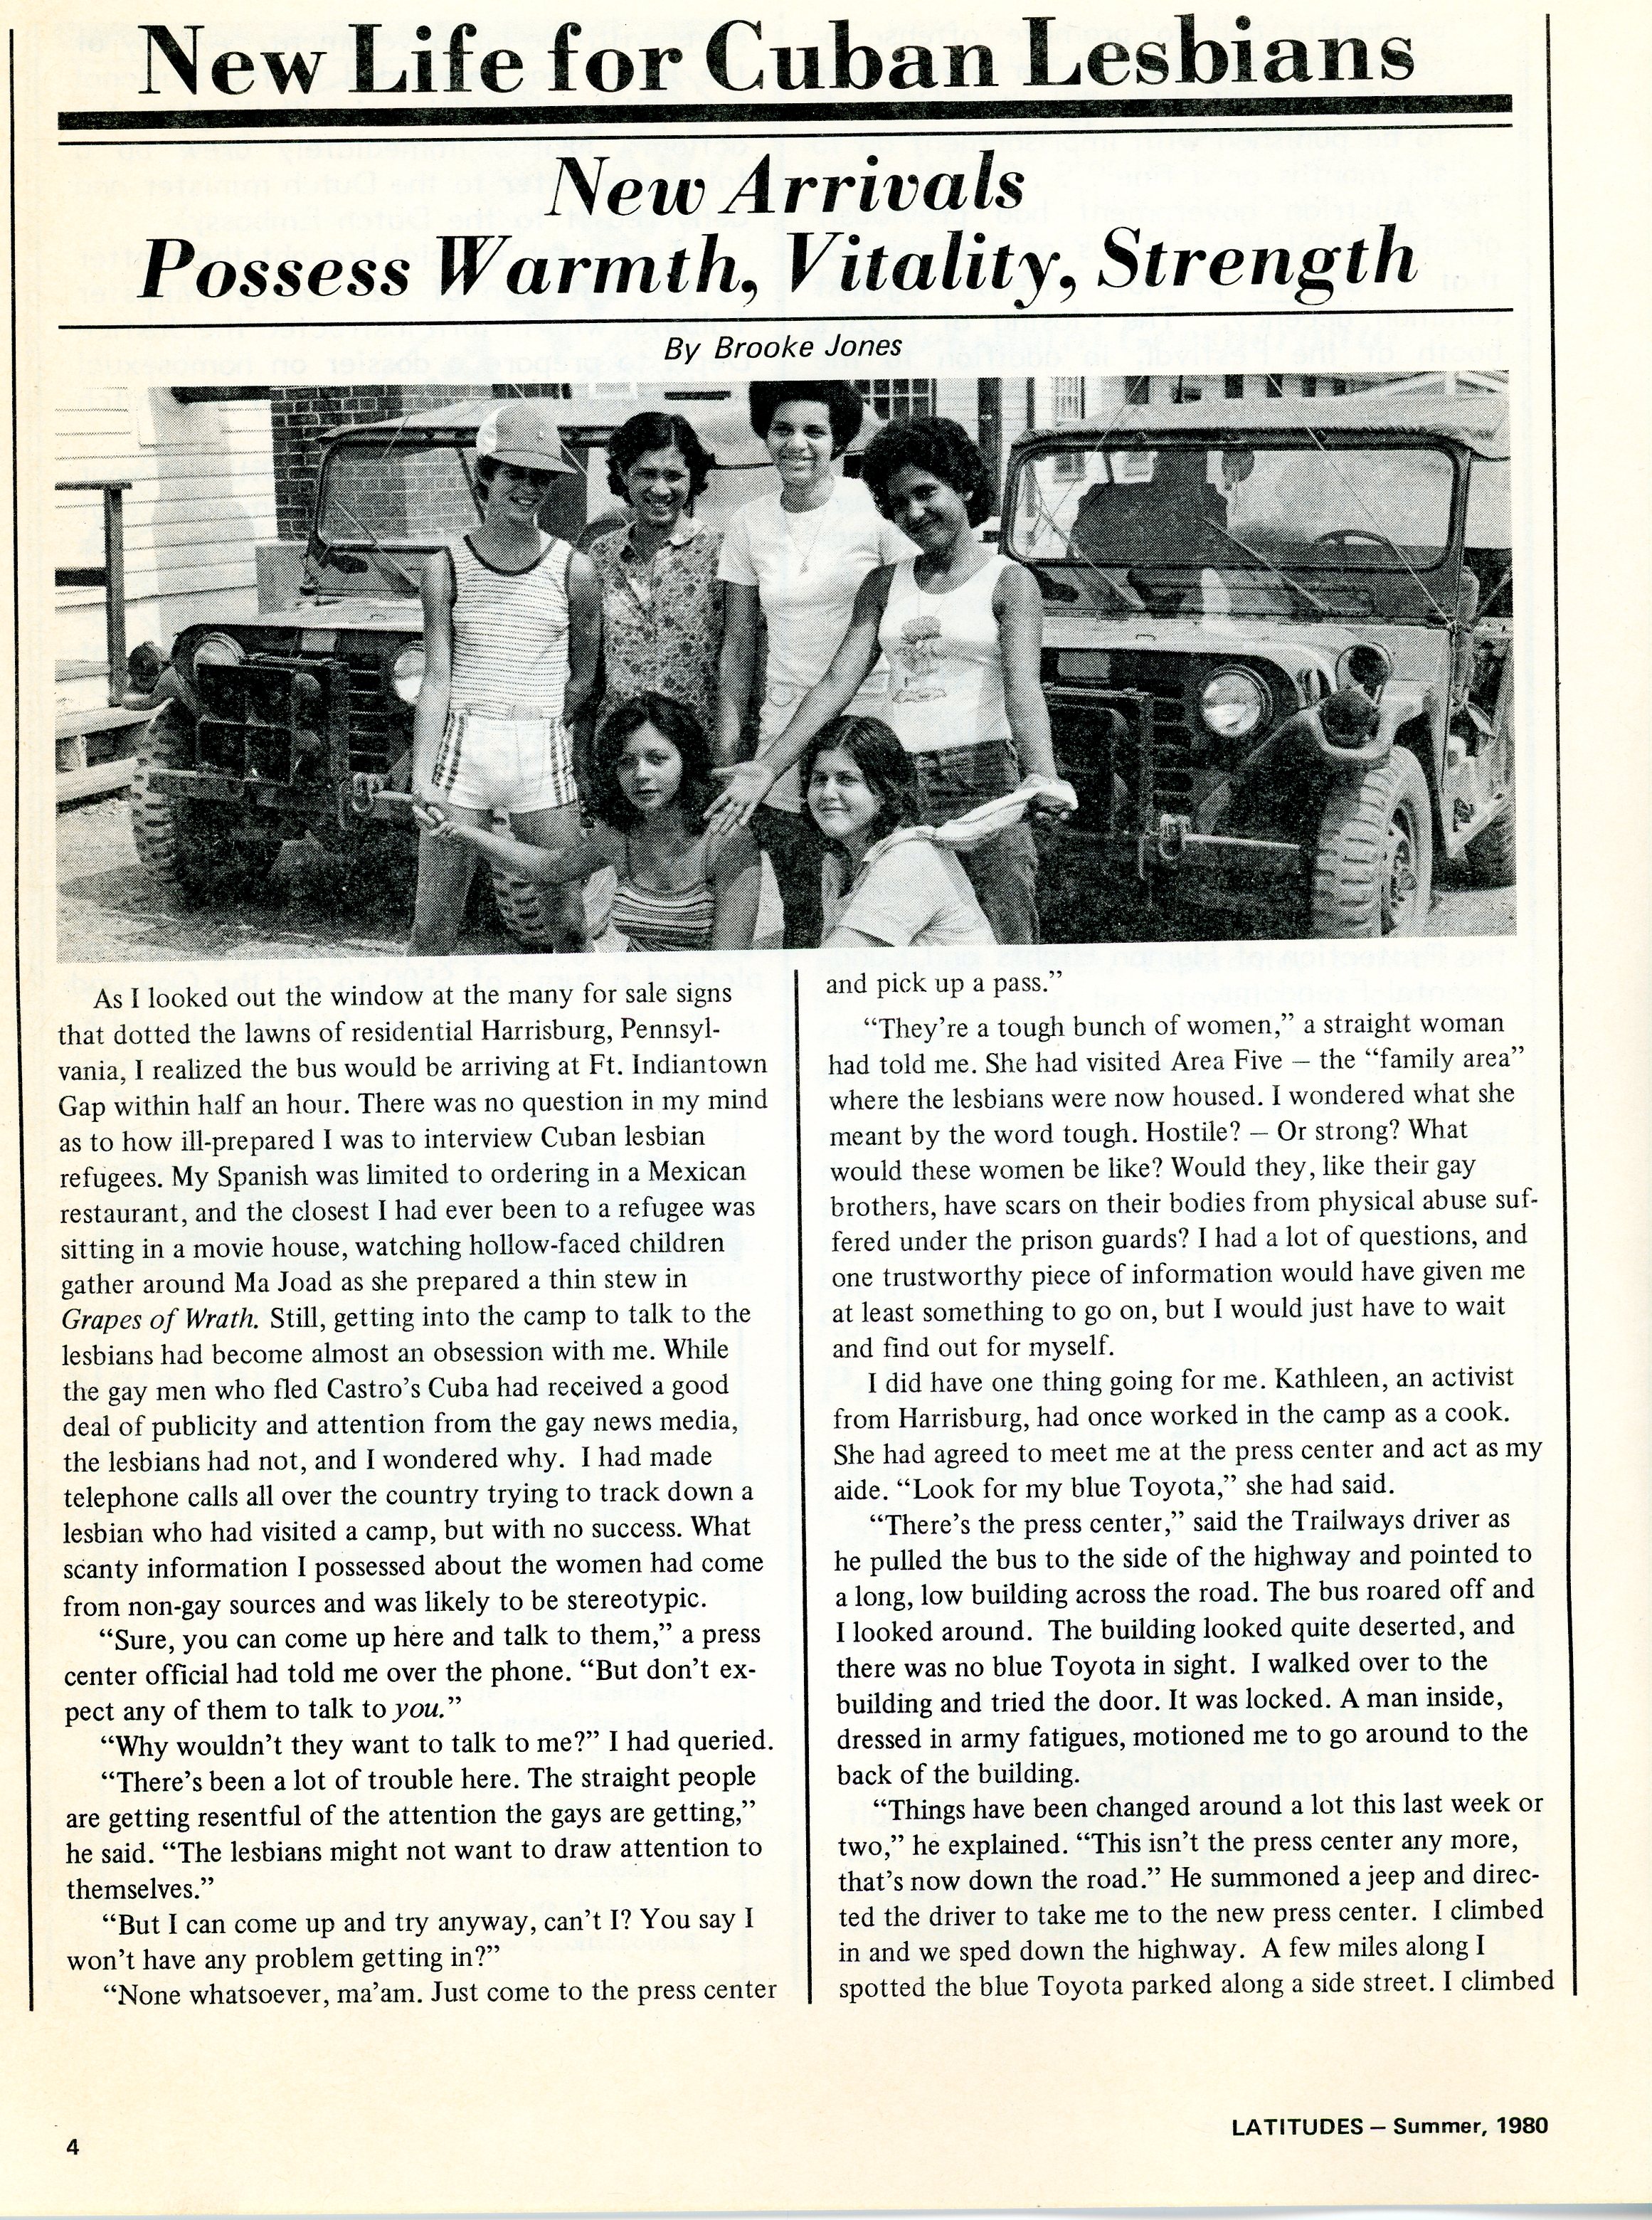 New Life for Cuban Lesbians
New Arrivals
Possess Warmth, Vitality, Strength
By Brooke Jones
As I looked out the window at the many for sale signs
that dotted the lawns of residential Harrisburg, Pennsyl-
vania, I realized the bus would be arriving at Ft. Indiantown
Gap within half an hour. There was no question in my mind
as to how ill-prepared I was to interview Cuban lesbian
refugees. My Spanish was limited to ordering in a Mexican
restaurant, and the closest I had ever been to a refugee was
sitting in a movie house, watching hollow-faced children
gather around Ma Joad as she prepared a thin stew in
Grapes of Wrath. Still, getting into the camp to talk to the
lesbians had become almost an obsession with me. While
the gay men who fled Castro's Cuba had received a good
deal of publicity and attention from the gay news media,
the lesbians had not, and I wondered why. I had made
telephone calls all over the country trying to track down a
lesbian who had visited a camp, but with no success. What
scanty information I possessed about the women had come
from non-gay sources and was likely to be stereotypic.
“Sure, you can come up here and talk to them,” a press
center official had told me over the phone. “But don't ex-
pect any of them to talk to you.”
“Why wouldn't they want to talk to me?” I had queried.
“There's been a lot of trouble here. The straight people
are getting resentful of the attention the gays are getting,”
he said. “The lesbians might not want to draw attention to
themselves.”
“But I can come up and try anyway, can't I? You say I
won't have any problem getting in?”
“None whatsoever, ma'am. Just come to the press center
and pick up a pass.”
“They're a tough bunch of women,” a straight woman
had told me. She had visited Area Five — the “family area”
where the lesbians were now housed. I wondered what she
meant by the word tough. Hostile? — Or strong? What
would these women be like? Would they, like their gay
brothers, have scars on their bodies from physical abuse suf-
fered under the prison guards? I had a lot of questions, and
one trustworthy piece of information would have given me
at least something to go on, but I would just have to wait
and find out for myself.
I did have one thing going for me. Kathleen, an activist
from Harrisburg, had once worked in the camp as a cook.
She had agreed to meet me at the press center and act as my
aide. “Look for my blue Toyota,” she had said.
“There's the press center,” said the Trailways driver as
he pulled the bus to the side of the highway and pointed to
a long, low building across the road. The bus roared off and
I looked around. The building looked quite deserted, and
there was no blue Toyota in sight. I walked over to the
building and tried the door. It was locked. A man inside,
dressed in army fatigues, motioned me to go around to the
back of the building.
“Things have been changed around a lot this last week or
two,” he explained. “This isn't the press center any more,
that's now down the road.” He summoned a jeep and direc-
ted the driver to take me to the new press center. I climbed
in and we sped down the highway. A few miles along I
spotted the blue Toyota parked along a side street. I climbed
4
LATITUDES — Summer, 1980